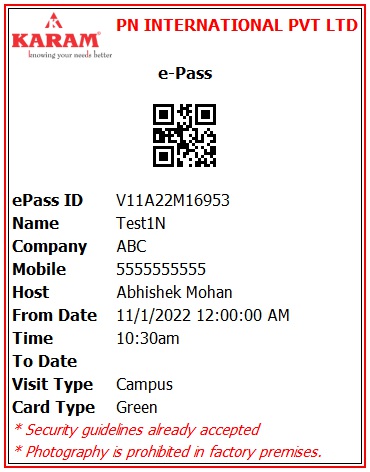 PN INTERNATIONAL PVT LTD
KARAM®
knowing your needs better
e-Pass
ePass ID V11A22M16953
Name Test1N
Company ABC
Mobile 5555555555
Host Abhishek Mohan
From Date 11/1/2022 12:00:00 AM
Time 10:30am
To Date
Visit Type Campus
Card Type Green
* Security guidelines already accepted
* Photography is prohibited in factory premises.